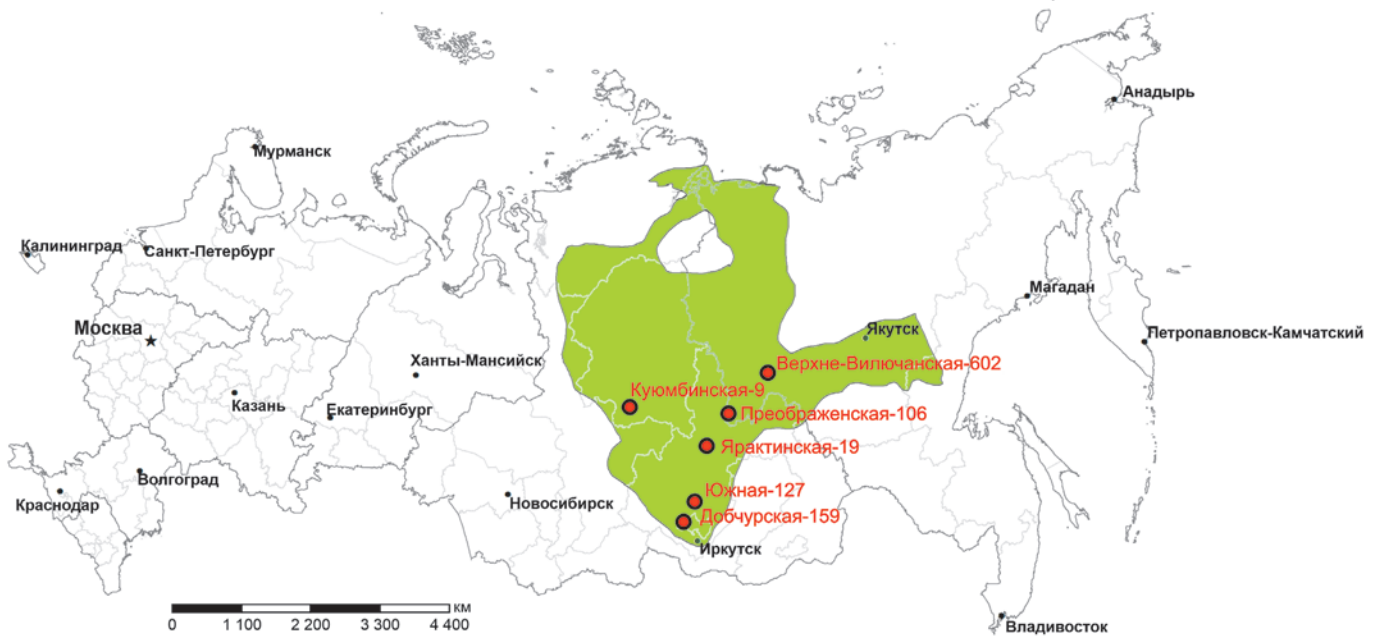 Анадырь
Мурманск
Калининград
Санкт-Петербург
Магадан
Москва
Якутск
Петропавловск-Камчатский
Ханты-Мансийск
Верхне-Вилючанская-602
Куюмбинская-9
Казань
Екатеринбург
Преображенская-106
Ярактинская-19
Волгоград
Южная-127
Краснодар
Новосибирск
Добчурская-159
Иркутск
км
0 1 100 2 200 3 300 4 400
Владивосток